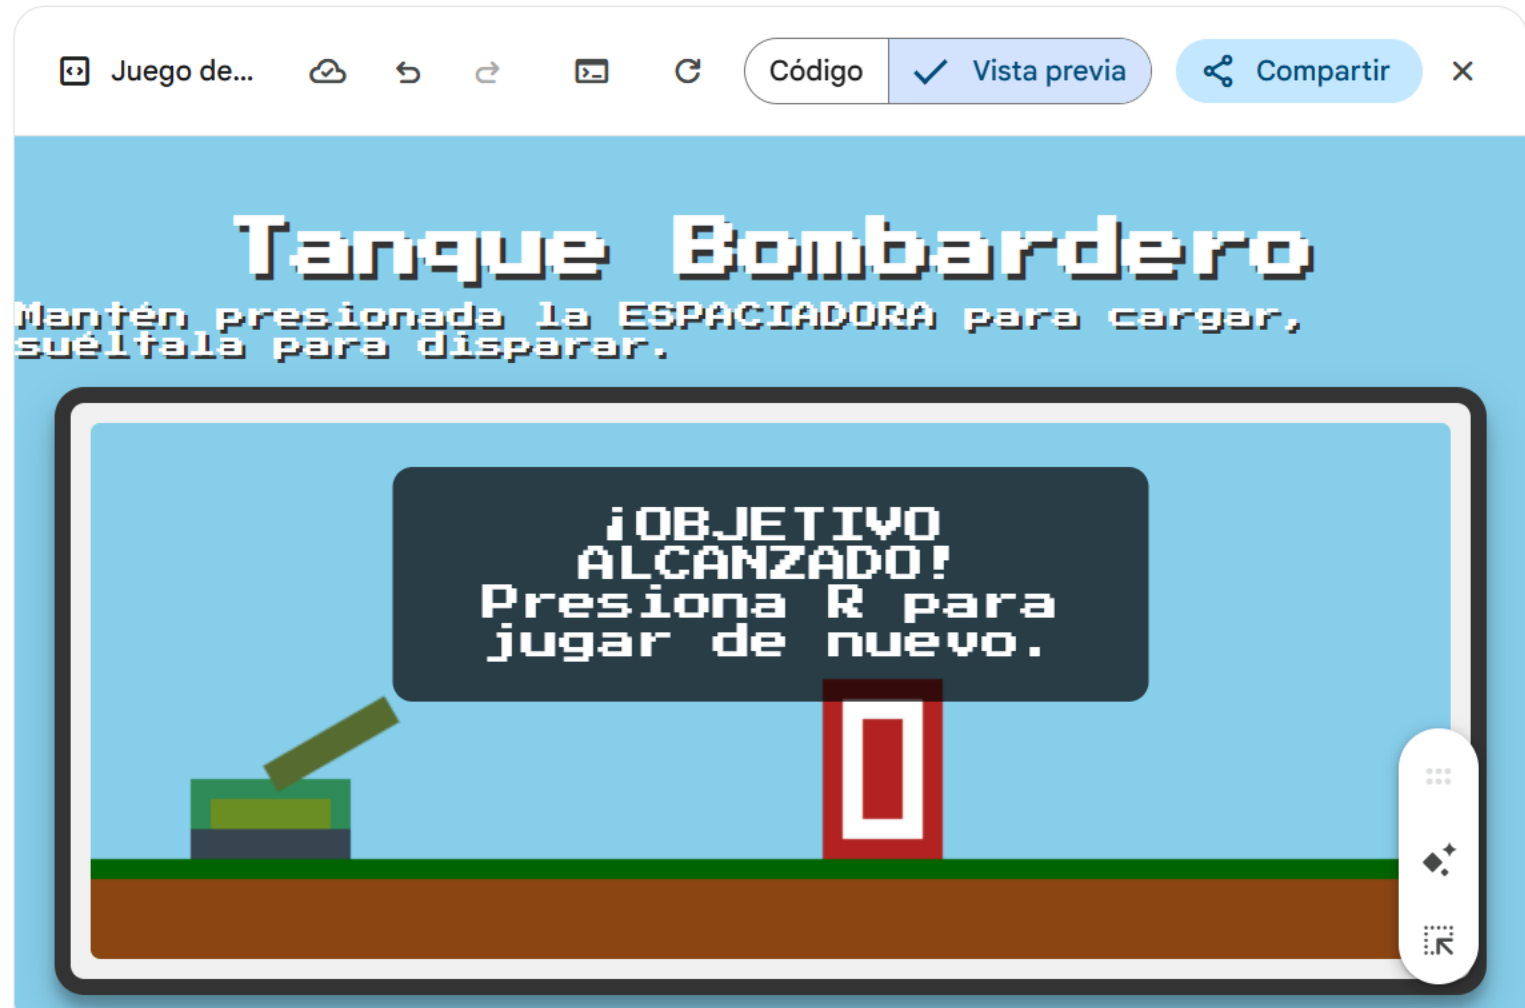 Juego de...
Código
Vista previa
Compartir
Tanque Bombardero
Mantén presionada la ESPACIADORA para cargar,
suéltala para disparar.
¡OBJETIVO
ALCANZADO!
Presiona R para
jugar de nuevo.